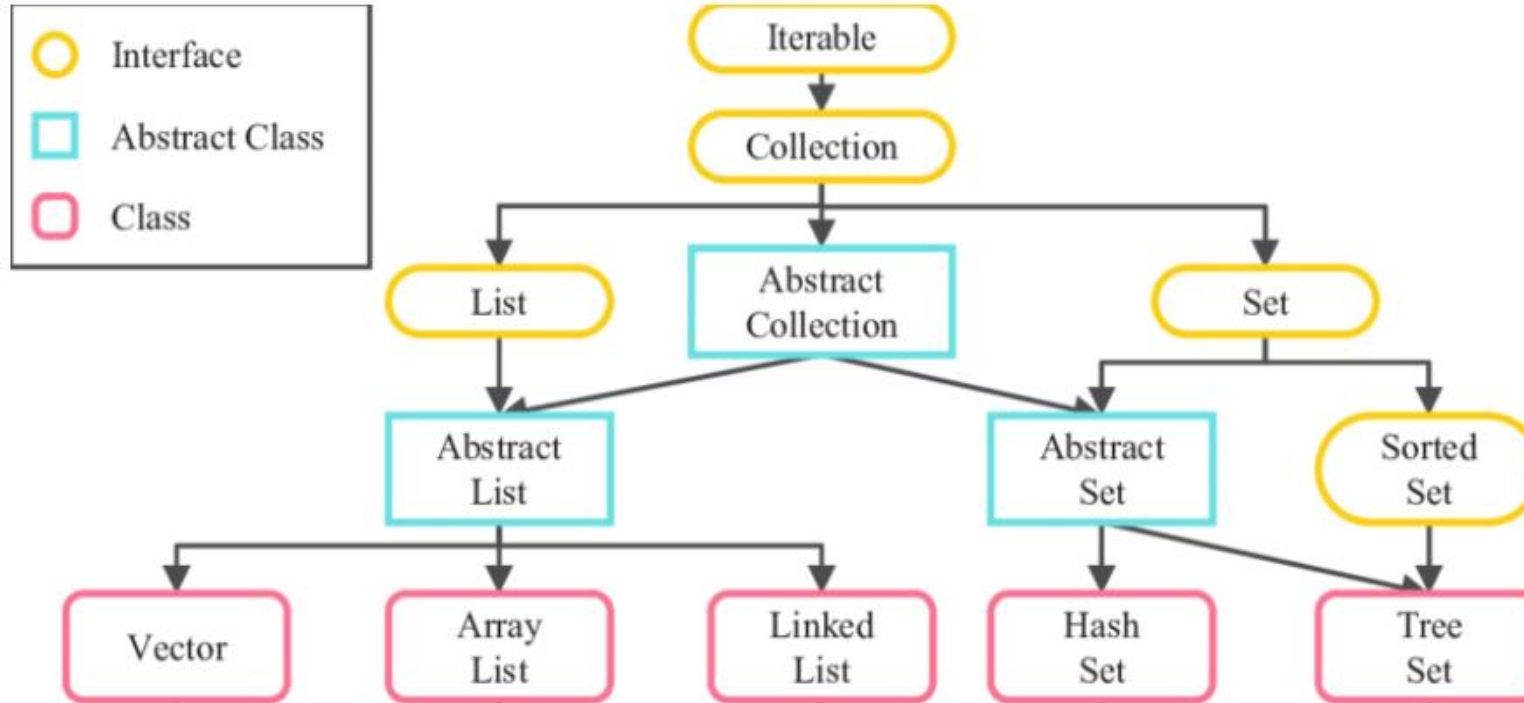 Interface
Abstract Class
Class
Iterable
Collection
List
Abstract
Collection
Set
Abstract
List
Abstract
Set
Sorted
Set
Vector
Array
List
Linked
List
Hash
Set
Tree
Set